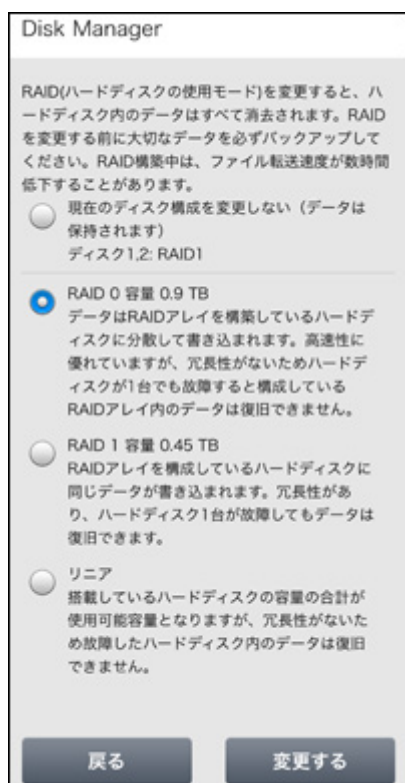 Disk Manager
RAID(ハードディスクの使用モード)を変更すると、ハ
ードディスク内のデータはすべて消去されます。RAID
を変更する前に大切なデータを必ずバックアップして
ください。RAID構築中は、ファイル転送速度が数時間
低下することがあります。
現在のディスク構成を変更しない（データは
保持されます）
ディスク1,2: RAID1
RAID 0 容量 0.9 TB
データはRAIDアレイを構築しているハードデ
ィスクに分散して書き込まれます。高速性に
優れていますが、冗長性がないためハードデ
ィスクが1台でも故障すると構成している
RAIDアレイ内のデータは復旧できません。
RAID 1 容量 0.45 TB
RAIDアレイを構成しているハードディスクに
同じデータが書き込まれます。冗長性があ
り、ハードディスク1台が故障してもデータは
復旧できます。
リニア
搭載しているハードディスクの容量の合計が
使用可能容量となりますが、冗長性がないた
め故障したハードディスク内のデータは復旧
できません。
戻る
変更する